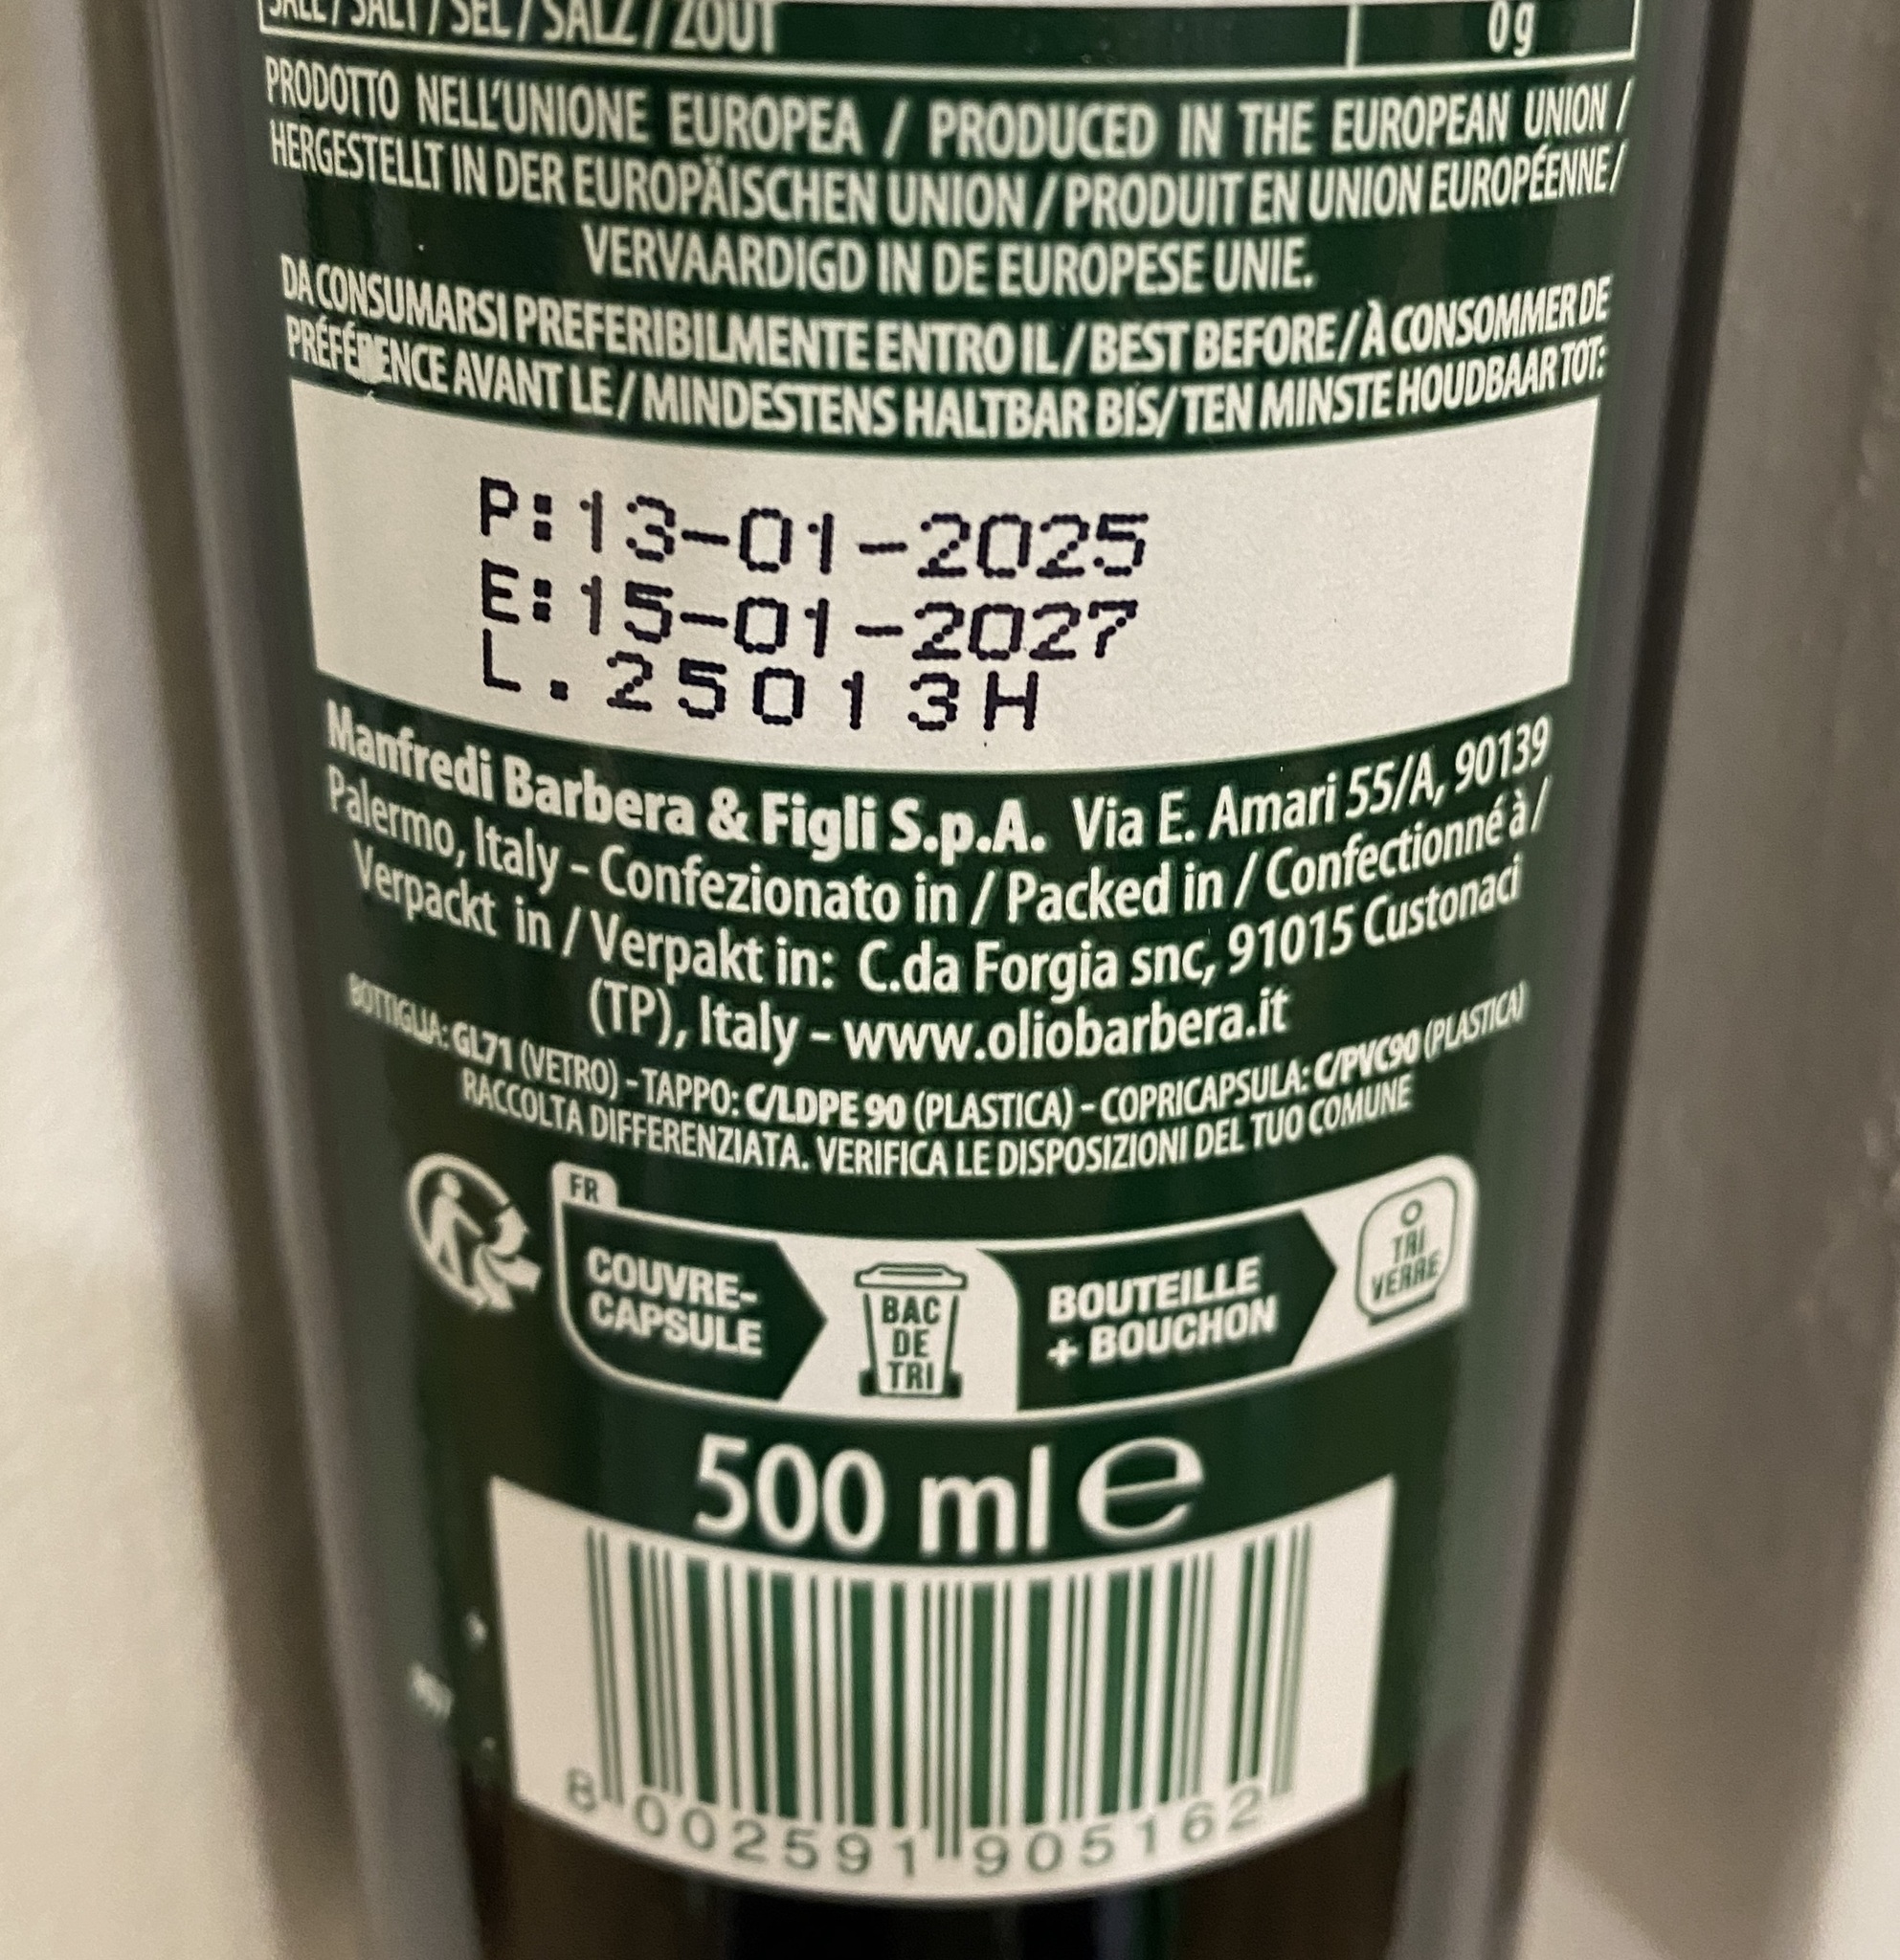 SALE / SALT / SEL / SALZ / ZOUT 0 g
PRODOTTO NELL'UNIONE EUROPEA / PRODUCED IN THE EUROPEAN UNION /
HERGESTELLT IN DER EUROPÄISCHEN UNION / PRODUIT EN UNION EUROPÉENNE /
VERVAARDIGD IN DE EUROPESE UNIE.
DA CONSUMARSI PREFERIBILMENTE ENTRO IL / BEST BEFORE / À CONSOMMER DE
PRÉFÉRENCE AVANT LE / MINDESTENS HALTBAR BIS/ TEN MINSTE HOUDBAAR TOT:
P:13-01-2025
E:15-01-2027
L.25013H
Manfredi Barbera & Figli S.p.A. Via E. Amari 55/A, 90139
Palermo, Italy - Confezionato in / Packed in / Confectionné à /
Verpackt in / Verpakt in: C.da Forgia snc, 91015 Custonaci
(TP), Italy - www.oliobarbera.it
BOTTIGLIA: GL71 (VETRO) - TAPPO: C/LDPE 90 (PLASTICA) - COPRICAPSULA: C/PVC90 (PLASTICA)
RACCOLTA DIFFERENZIATA. VERIFICA LE DISPOSIZIONI DEL TUO COMUNE
FR
COUVRE-
CAPSULE
BAC
DE
TRI
BOUTEILLE
+ BOUCHON
TRI
VERRE
500 ml e
8 002591 905162